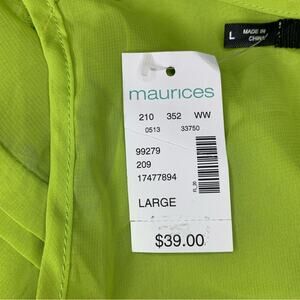 L
MADE IN
CHINA
maurices
210 352 WW
0513 33750
99279
209
17477894
LARGE
$39.00